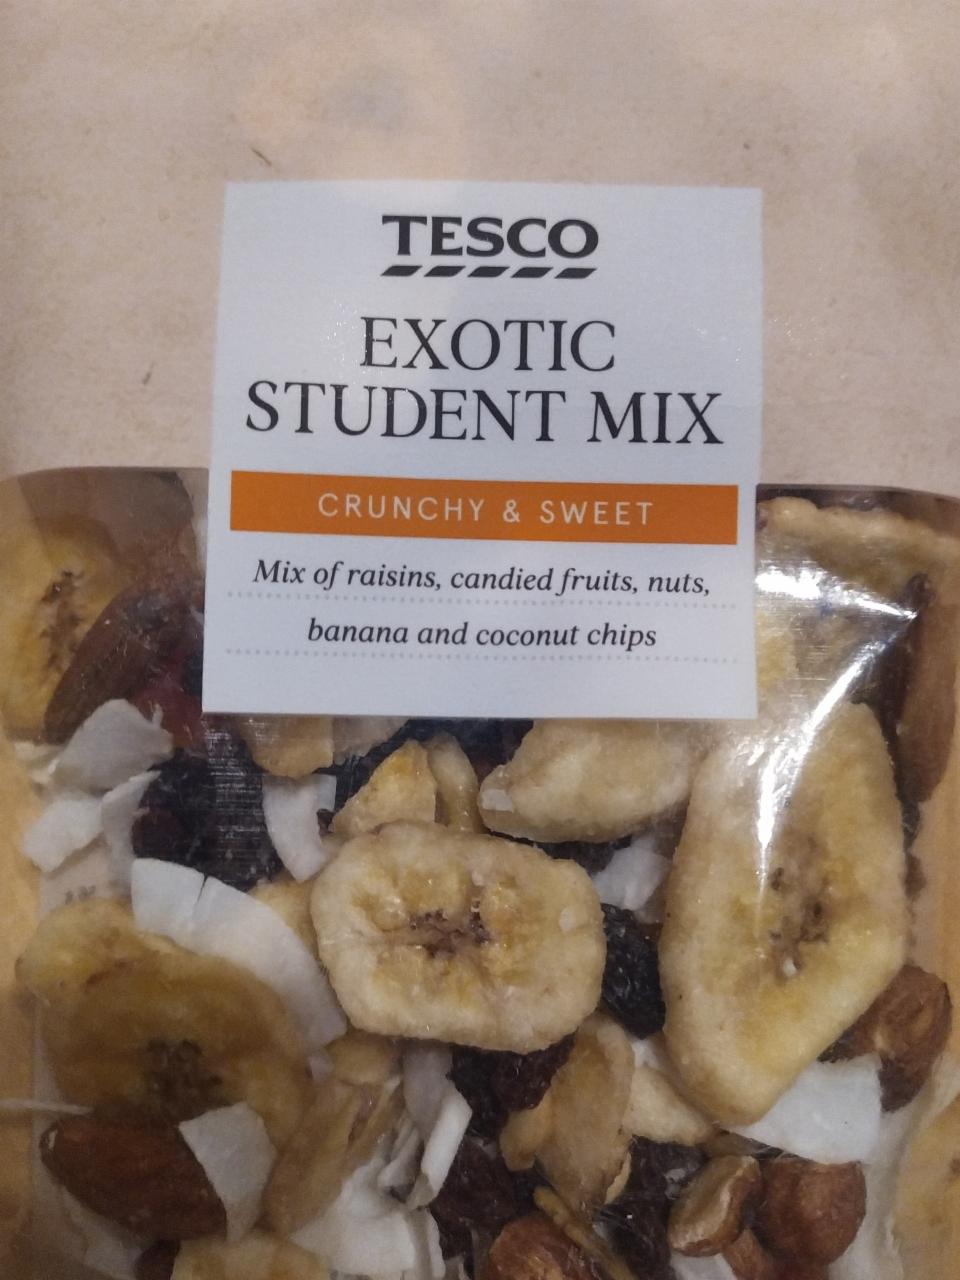 TESCO
EXOTIC
STUDENT MIX
CRUNCHY & SWEET
Mix of raisins, candied fruits, nuts,
banana and coconut chips